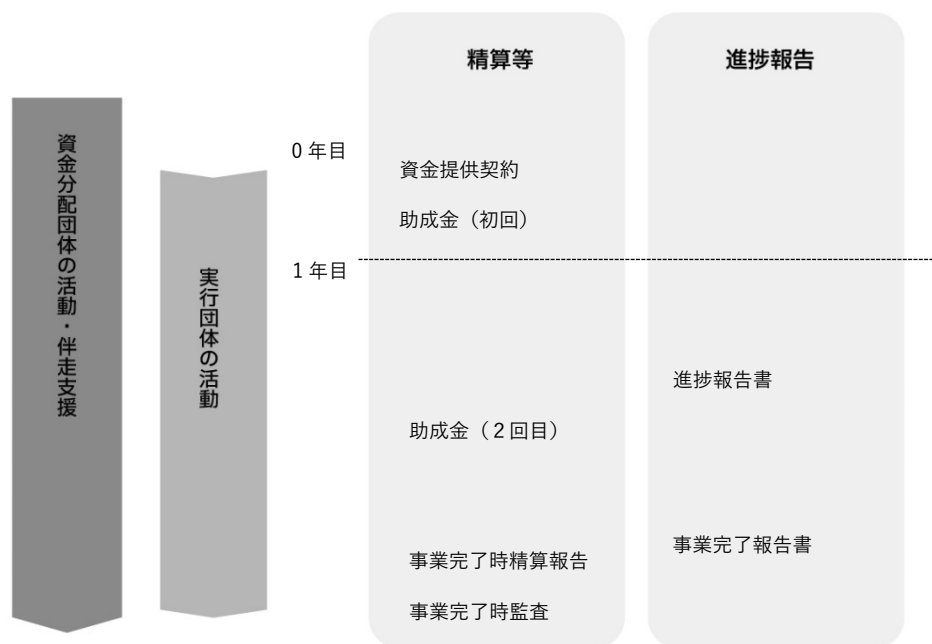 精算等
進捗報告
資金分配団体の活動・伴走支援
実行団体の活動
0 年目
資金提供契約
助成金（初回）
1 年目
進捗報告書
助成金（２回目）
事業完了報告書
事業完了時精算報告
事業完了時監査